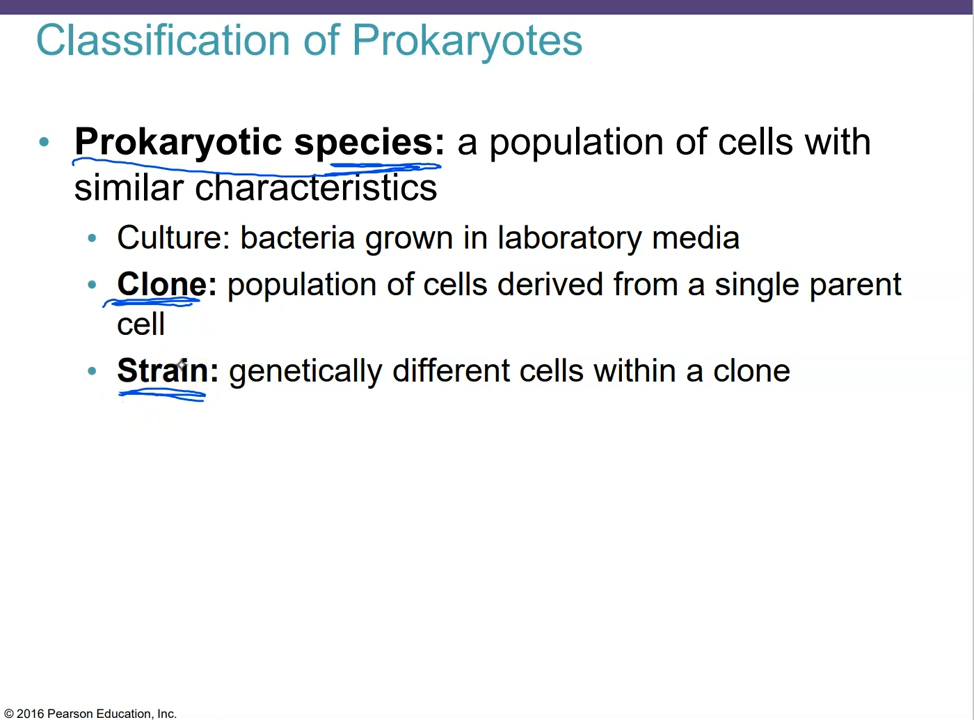 Classification of Prokaryotes
• Prokaryotic species: a population of cells with
similar characteristics
• Culture: bacteria grown in laboratory media
• Clone: population of cells derived from a single parent
cell
• Strain: genetically different cells within a clone
© 2016 Pearson Education, Inc.